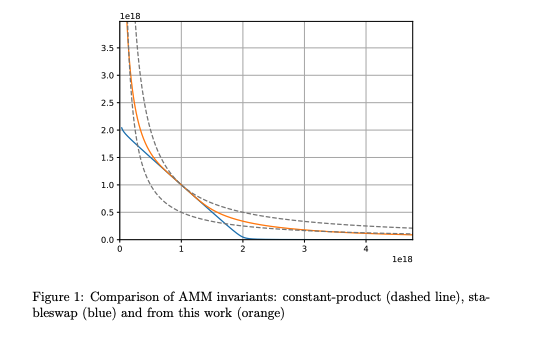 1e18
3.5
3.0
2.5
2.0
1.5
1.0
0.5
0.0
0 1 2 3 4
1e18
Figure 1: Comparison of AMM invariants: constant-product (dashed line), sta-
bleswap (blue) and from this work (orange)